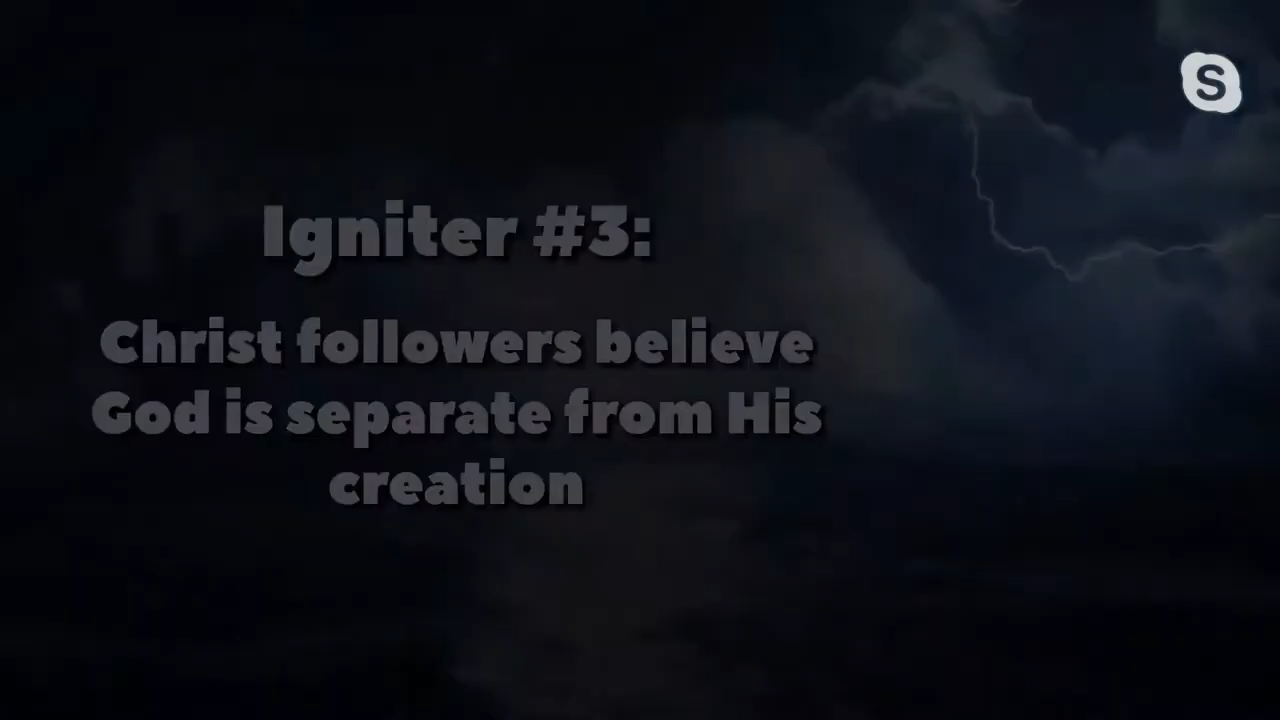 S
Igniter #3:
Christ followers believe
God is separate from His
creation